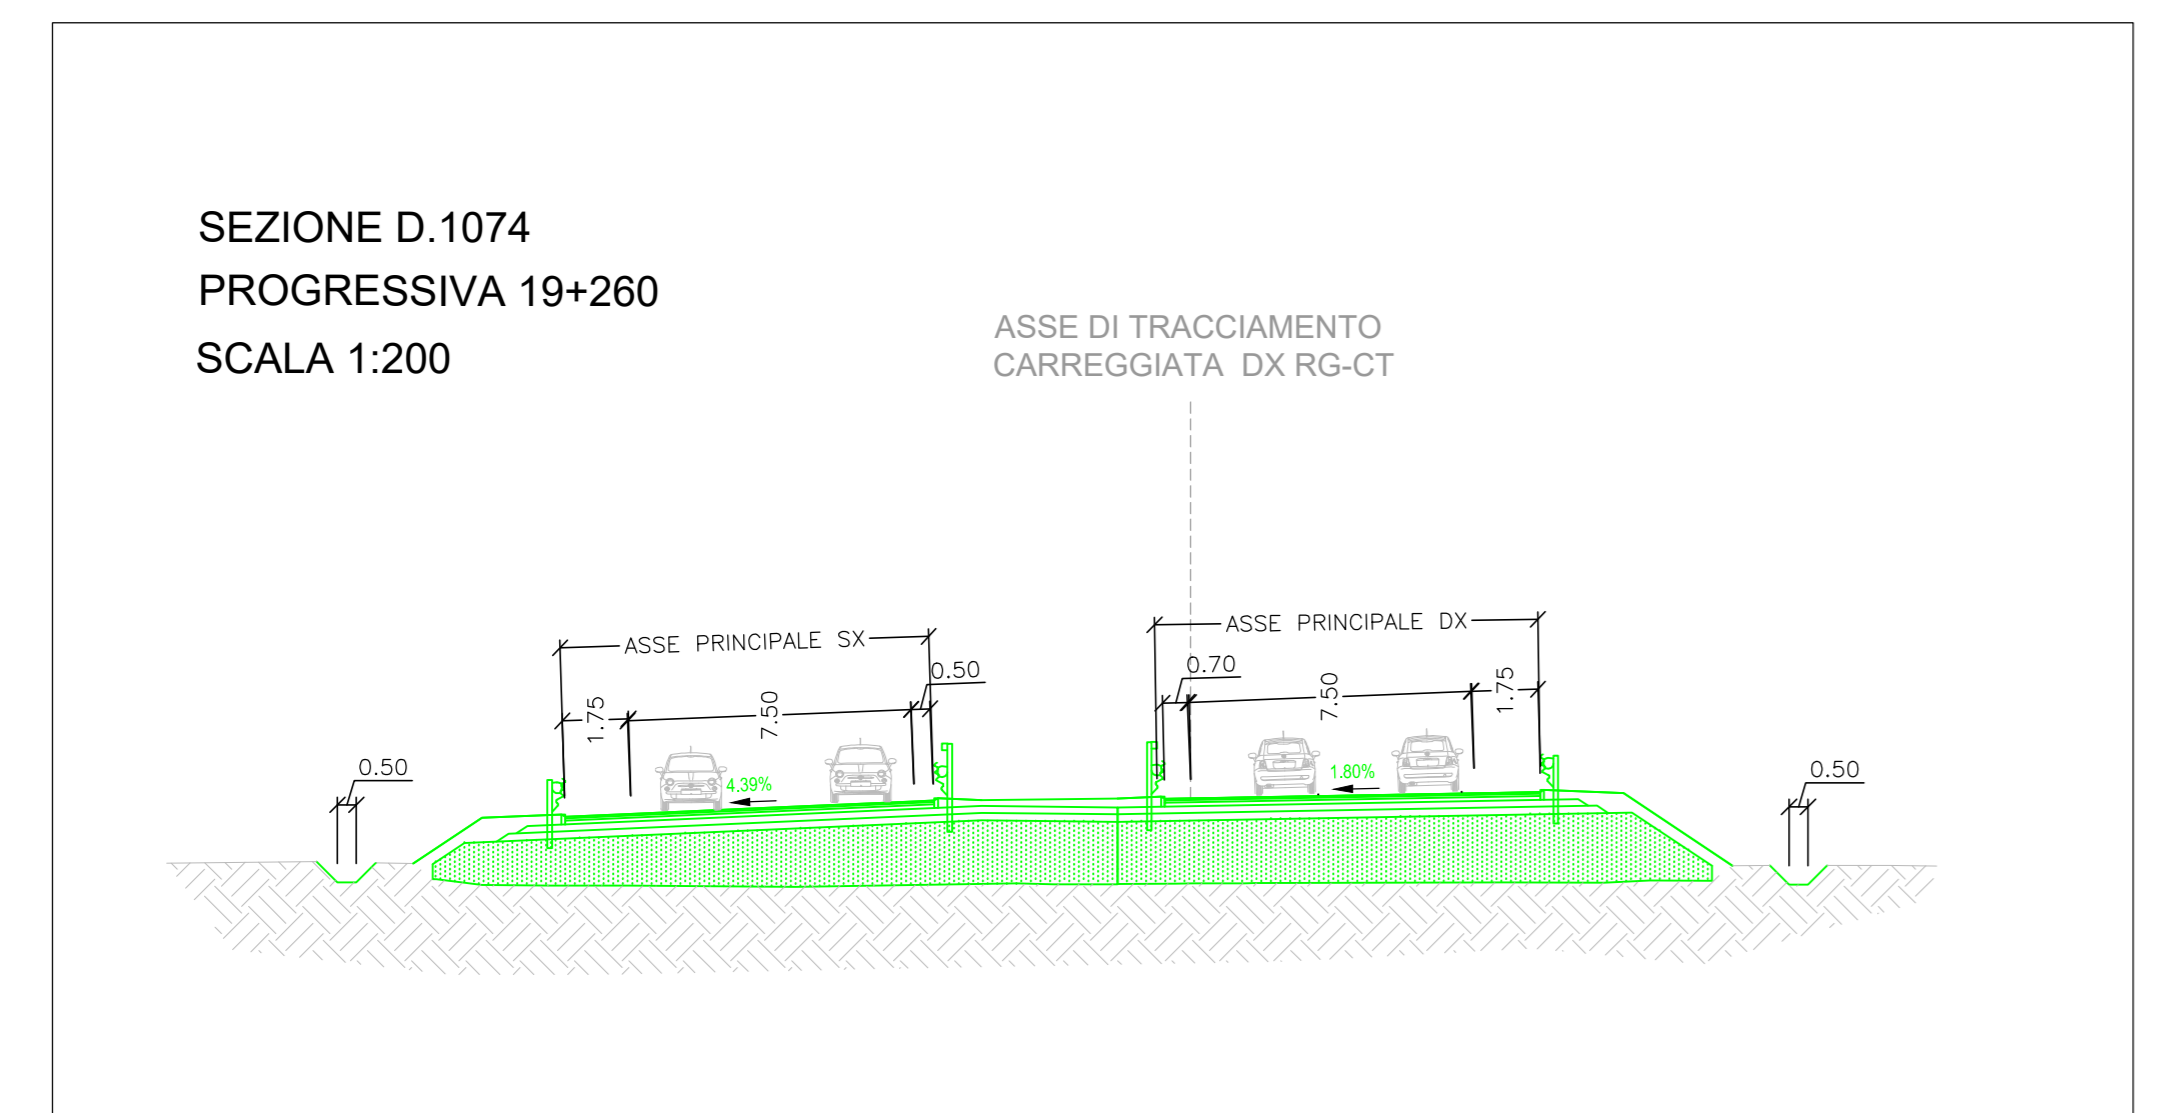 SEZIONE D.1074
PROGRESSIVA 19+260
SCALA 1:200
ASSE DI TRACCIAMENTO
CARREGGIATA DX RG-CT
ASSE PRINCIPALE SX
ASSE PRINCIPALE DX
0.50
1.75
7.50
0.50
0.70
7.50
1.75
0.50
4.39%
1.80%